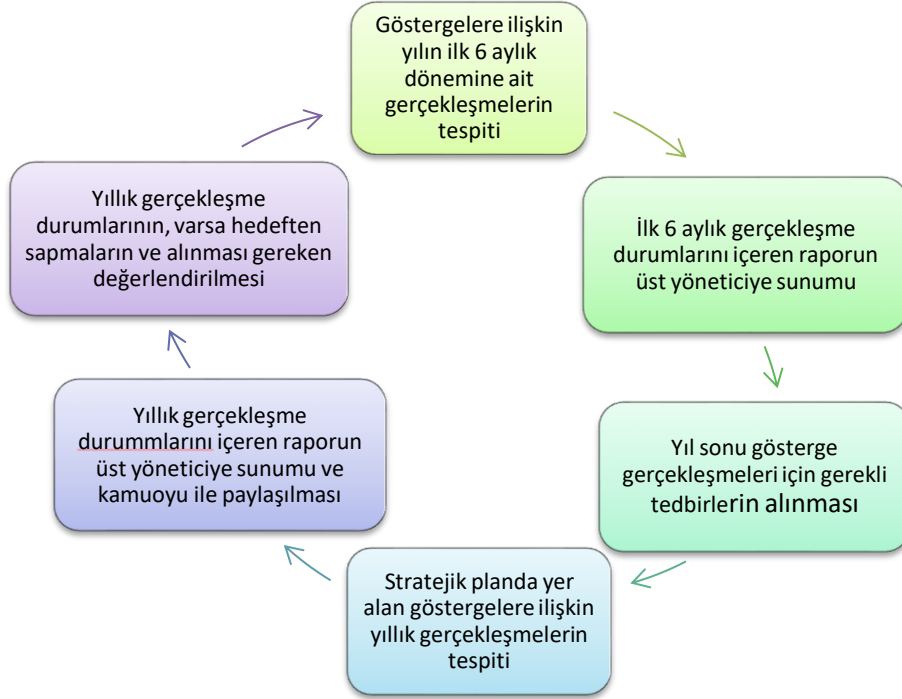 Göstergelere ilişkin
yılın ilk 6 aylık
dönemine ait
gerçekleşmelerin
tespiti
İlk 6 aylık gerçekleşme
durumlarını içeren raporun
üst yöneticiye sunumu
Yıl sonu gösterge
gerçekleşmeleri için gerekli
tedbirlerin alınması
Stratejik planda yer
alan göstergelere ilişkin
yıllık gerçekleşmelerin
tespiti
Yıllık gerçekleşme
durummlarını içeren raporun
üst yöneticiye sunumu ve
kamuoyu ile paylaşılması
Yıllık gerçekleşme
durumlarının, varsa hedeften
sapmaların ve alınması gereken
değerlendirilmesi